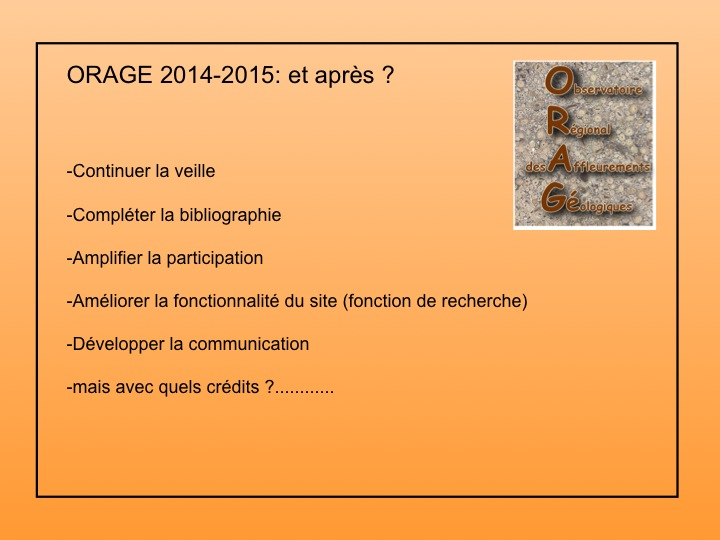 ORAGE 2014-2015: et après ?
Observatoire
Régional
des Affleurements
Géologiques
-Continuer la veille
-Compléter la bibliographie
-Amplifier la participation
-Améliorer la fonctionnalité du site (fonction de recherche)
-Développer la communication
-mais avec quels crédits ?............